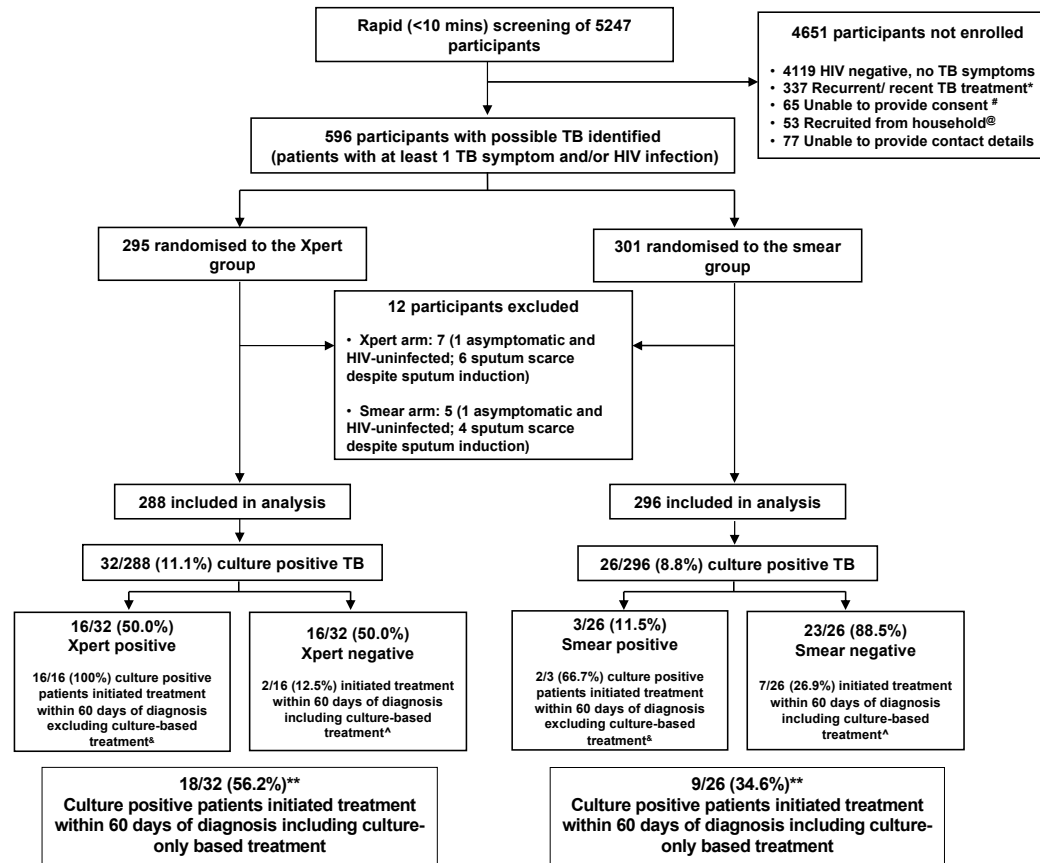 Rapid (<10 mins) screening of 5247
participants
4651 participants not enrolled
• 4119 HIV negative, no TB symptoms
• 337 Recurrent/ recent TB treatment*
• 65 Unable to provide consent #
• 53 Recruited from household@
• 77 Unable to provide contact details
596 participants with possible TB identified
(patients with at least 1 TB symptom and/or HIV infection)
295 randomised to the Xpert
group
301 randomised to the smear
group
12 participants excluded
• Xpert arm: 7 (1 asymptomatic and
HIV-uninfected; 6 sputum scarce
despite sputum induction)
• Smear arm: 5 (1 asymptomatic and
HIV-uninfected; 4 sputum scarce
despite sputum induction)
288 included in analysis
296 included in analysis
32/288 (11.1%) culture positive TB
26/296 (8.8%) culture positive TB
16/32 (50.0%)
Xpert positive
16/16 (100%) culture positive
patients initiated treatment
within 60 days of diagnosis
excluding culture-based
treatment&
16/32 (50.0%)
Xpert negative
2/16 (12.5%) initiated treatment
within 60 days of diagnosis
including culture-based
treatment^
3/26 (11.5%)
Smear positive
2/3 (66.7%) culture positive
patients initiated treatment
within 60 days of diagnosis
excluding culture-based
treatment&
23/26 (88.5%)
Smear negative
7/26 (26.9%) initiated treatment
within 60 days of diagnosis
including culture-based
treatment^
18/32 (56.2%)**
Culture positive patients initiated treatment
within 60 days of diagnosis including culture-
only based treatment
9/26 (34.6%)**
Culture positive patients initiated treatment
within 60 days of diagnosis including culture-
only based treatment